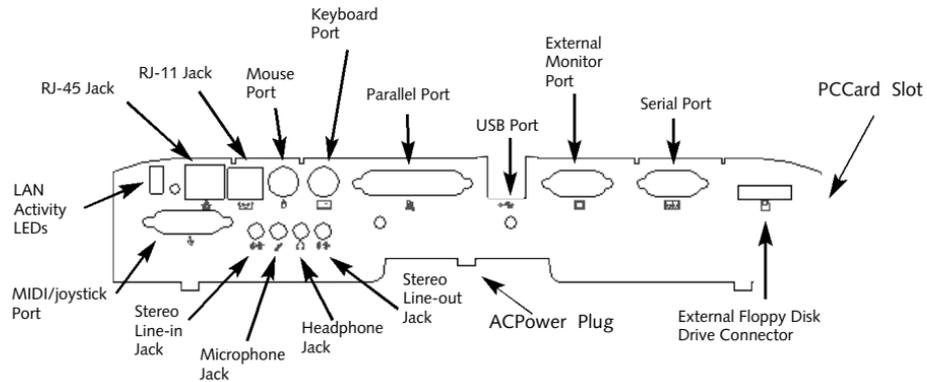 Keyboard
Port
RJ-45 Jack
RJ-11 Jack
Mouse
Port
Parallel Port
USB Port
External
Monitor
Port
Serial Port
PCCard Slot
LAN
Activity
LEDs
MIDI/joystick
Port
Stereo
Line-in
Jack
Microphone
Jack
Headphone
Jack
Stereo
Line-out
Jack
ACPower Plug
External Floppy Disk
Drive Connector